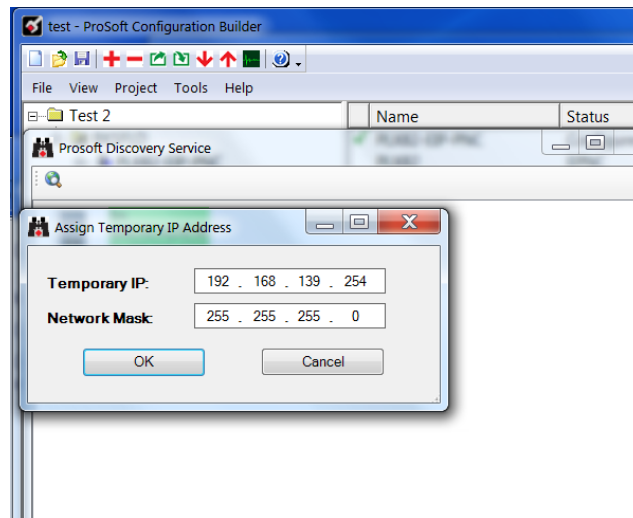 test - ProSoft Configuration Builder
File View Project Tools Help
Test 2
Name Status
Prosoft Discovery Service
Assign Temporary IP Address
Temporary IP: 192 . 168 . 139 . 254
Network Mask: 255 . 255 . 255 . 0
OK Cancel